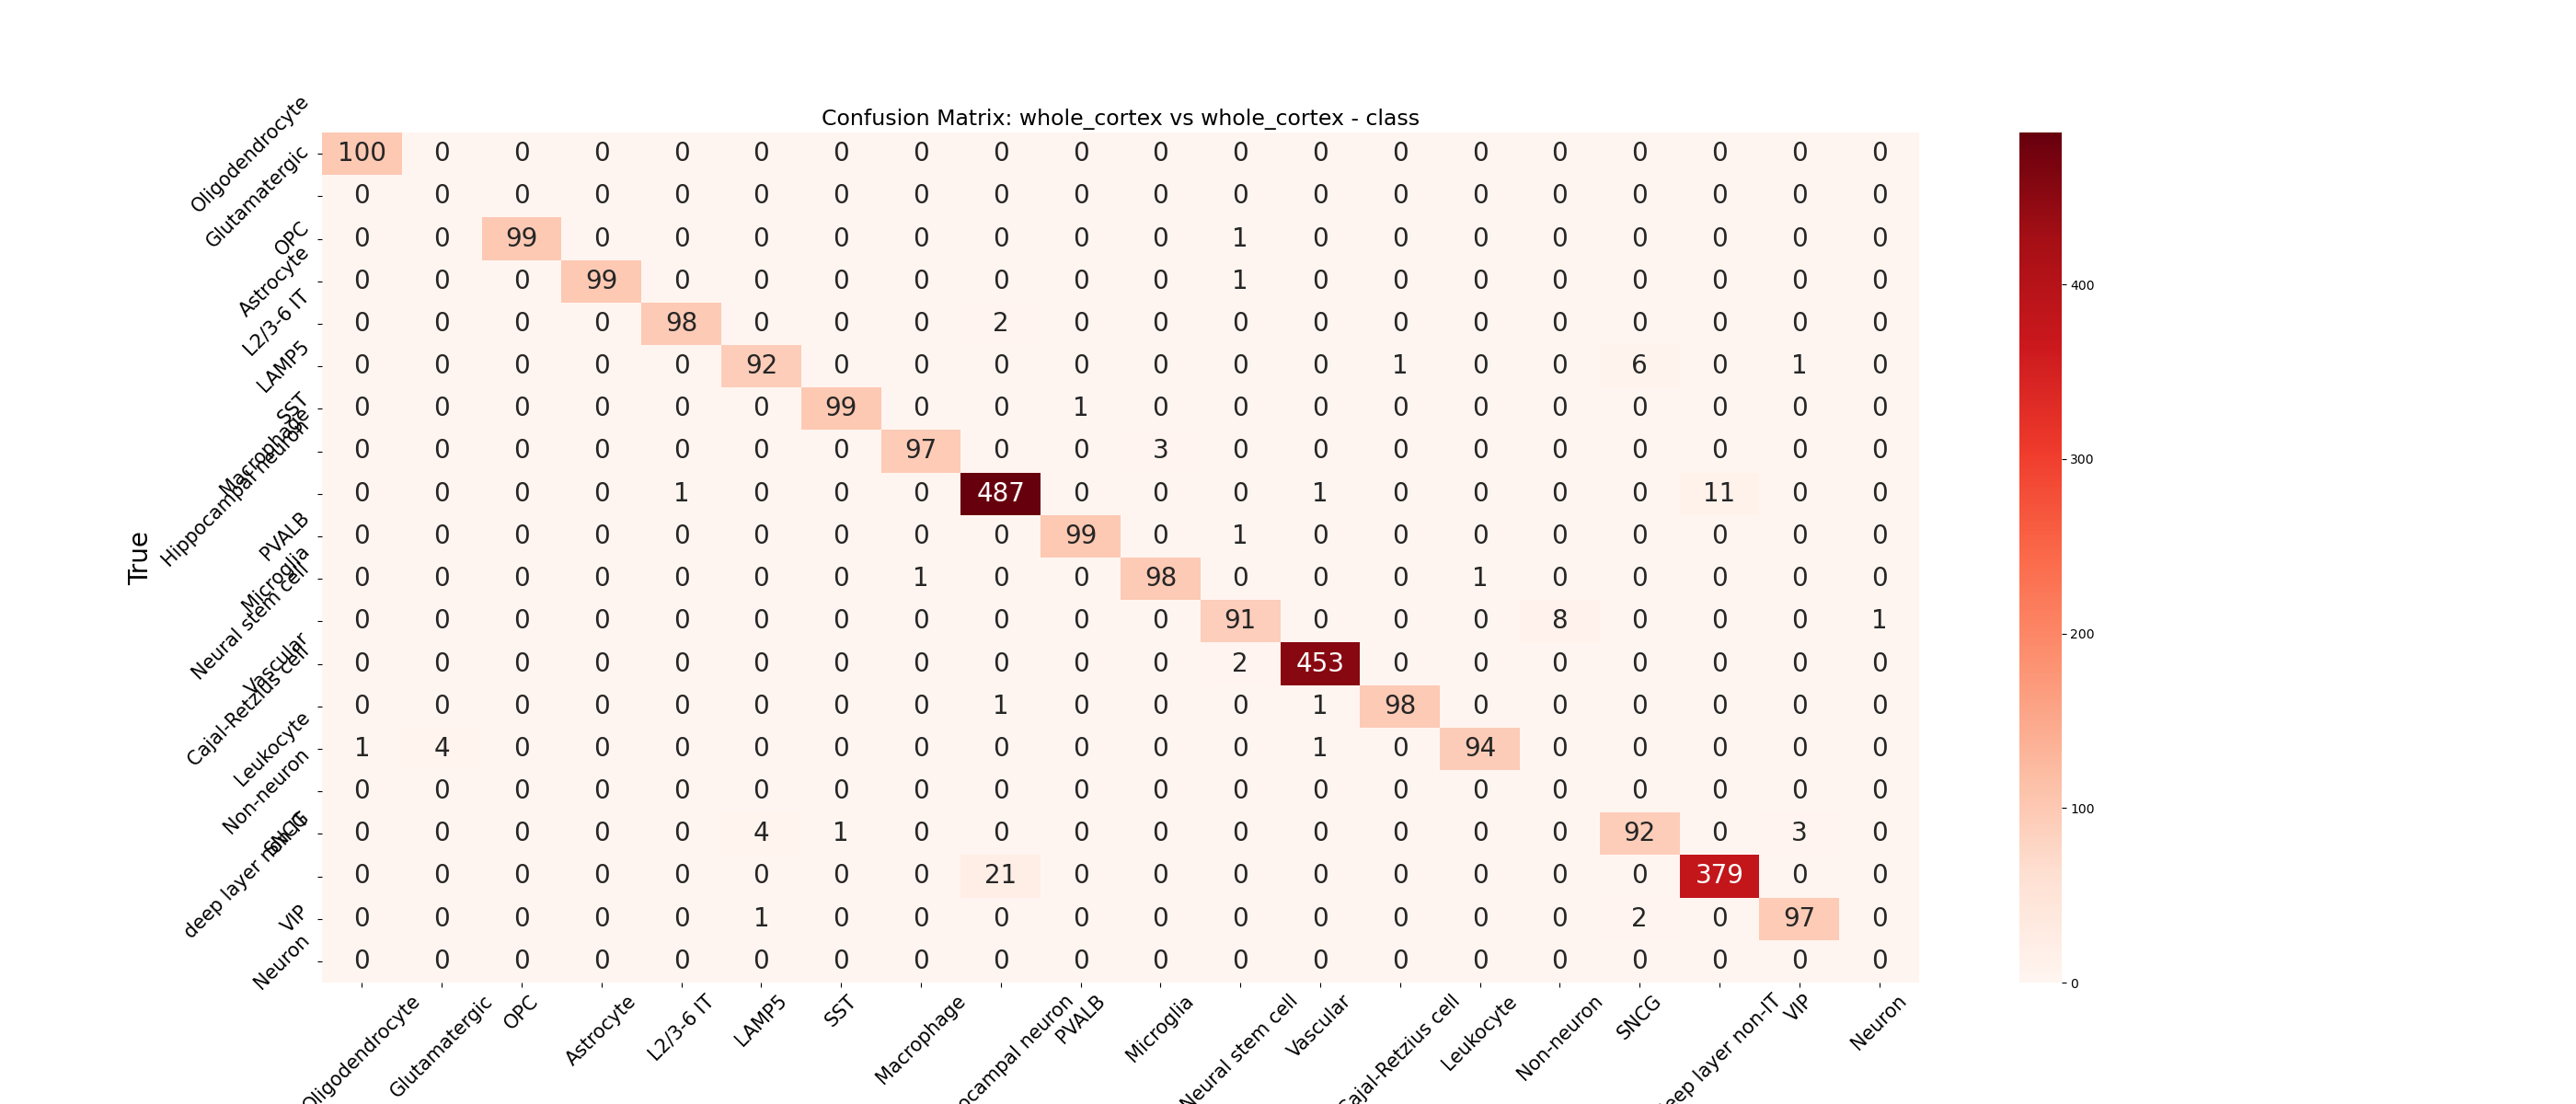 Confusion Matrix: whole_cortex vs whole_cortex - class
True
Oligodendrocyte 100 0 0 0 0 0 0 0 0 0 0 0 0 0 0 0 0 0 0 0
Glutamatergic 0 0 0 0 0 0 0 0 0 0 0 0 0 0 0 0 0 0 0 0
OPC 0 0 99 0 0 0 0 0 0 0 0 1 0 0 0 0 0 0 0 0
Astrocyte 0 0 0 99 0 0 0 0 0 0 0 1 0 0 0 0 0 0 0 0
L2/3-6 IT 0 0 0 0 98 0 0 0 2 0 0 0 0 0 0 0 0 0 0 0
LAMP5 0 0 0 0 0 92 0 0 0 0 0 0 0 1 0 0 6 0 1 0
SST 0 0 0 0 0 0 99 0 0 1 0 0 0 0 0 0 0 0 0 0
Macrophage 0 0 0 0 0 0 0 97 0 0 3 0 0 0 0 0 0 0 0 0
Hippocampal neuron 0 0 0 0 1 0 0 0 487 0 0 0 1 0 0 0 0 11 0 0
PVALB 0 0 0 0 0 0 0 0 0 99 0 1 0 0 0 0 0 0 0 0
Microglia 0 0 0 0 0 0 0 1 0 0 98 0 0 0 1 0 0 0 0 0
Neural stem cell 0 0 0 0 0 0 0 0 0 0 0 91 0 0 0 8 0 0 0 1
Vascular 0 0 0 0 0 0 0 0 0 0 0 2 453 0 0 0 0 0 0 0
Cajal-Retzius cell 0 0 0 0 0 0 0 0 1 0 0 0 1 98 0 0 0 0 0 0
Leukocyte 1 4 0 0 0 0 0 0 0 0 0 0 1 0 94 0 0 0 0 0
Non-neuron 0 0 0 0 0 0 0 0 0 0 0 0 0 0 0 0 0 0 0 0
SNCG 0 0 0 0 0 4 1 0 0 0 0 0 0 0 0 0 92 0 3 0
deep layer non-IT 0 0 0 0 0 0 0 0 21 0 0 0 0 0 0 0 0 379 0 0
VIP 0 0 0 0 0 1 0 0 0 0 0 0 0 0 0 0 2 0 97 0
Neuron 0 0 0 0 0 0 0 0 0 0 0 0 0 0 0 0 0 0 0 0
Oligodendrocyte
Glutamatergic
OPC
Astrocyte
L2/3-6 IT
LAMP5
SST
Macrophage
ocampal neuron
PVALB
Microglia
Neural stem cell
Vascular
Cajal-Retzius cell
Leukocyte
Non-neuron
SNCG
eep layer non-IT
VIP
Neuron
400
300
200
100
0